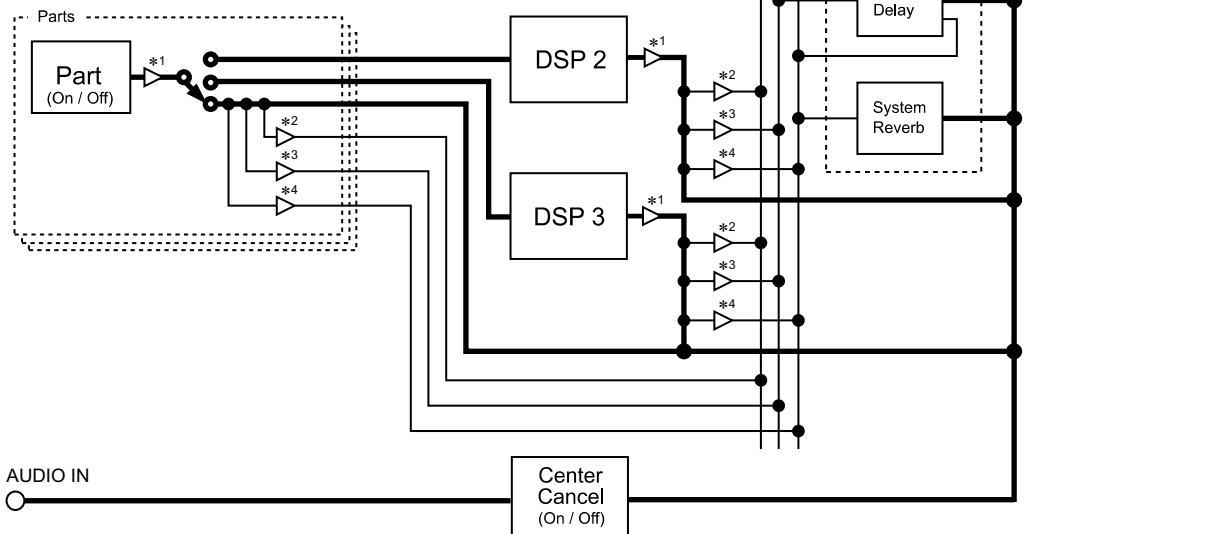 Parts
Part
(On / Off)
*1
*2
*3
*4
DSP 2
*1
*2
*3
*4
DSP 3
*1
*2
*3
*4
Delay
System
Reverb
AUDIO IN
Center
Cancel
(On / Off)